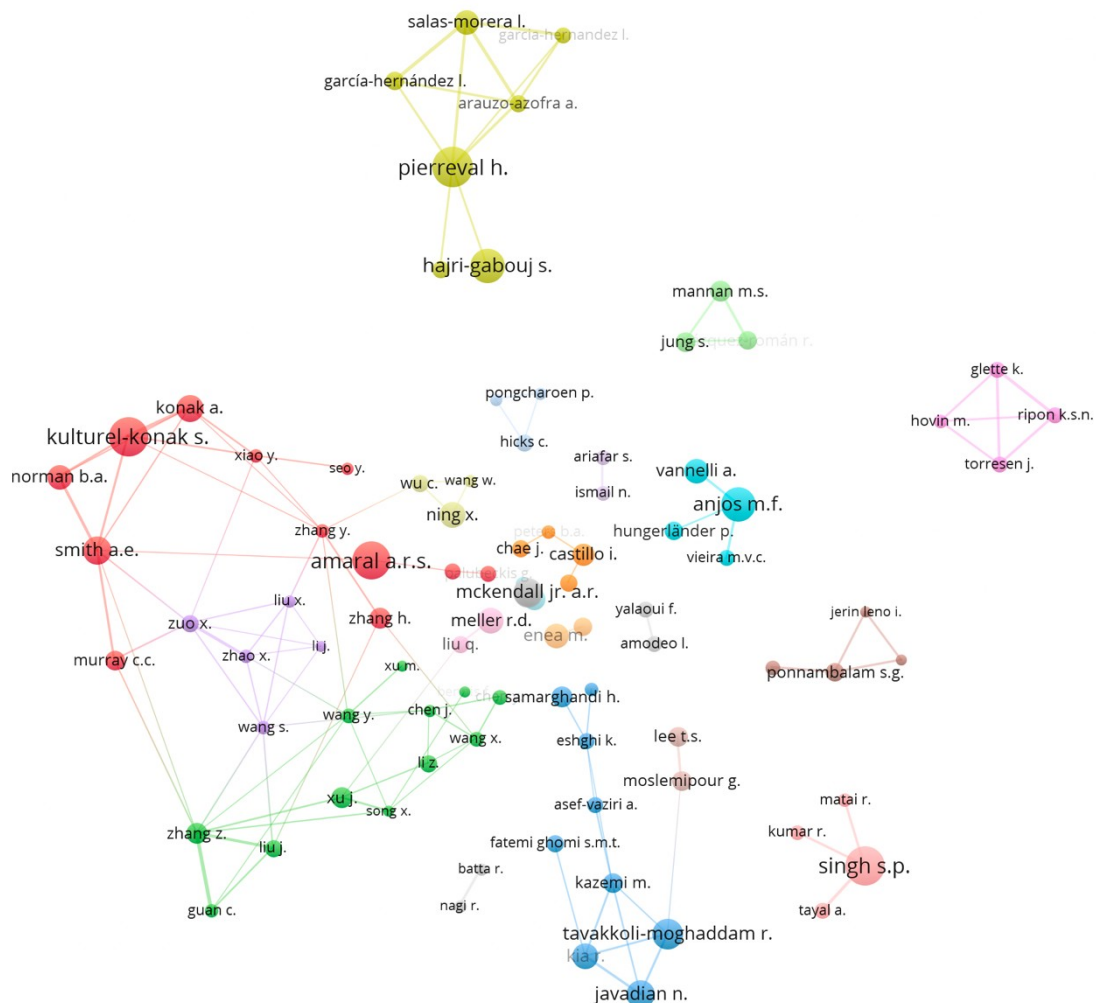 salas-morera l.
garcía-hernandez l.
garcía-hernández l.
arauzo-azofra a.
pierreval h.
hajri-gabouj s.
mannan m.s.
jung s.
glette k.
hovin m.
ripon k.s.n.
torresen j.
pongcharoen p.
hicks c.
konak a.
kulturel-konak s.
xiao y.
seo y.
norman b.a.
ariafar s.
ismail n.
vannelli a.
anjos m.f.
hungerländer p.
vieira m.v.c.
wu c.
wang w.
ning x.
zhang y.
smith a.e.
amaral a.r.s.
chae j.
castillo i.
mckendall jr. a.r.
liu x.
zuo x.
zhang h.
meller r.d.
liu q.
enea m.
yalaoui f.
amodeo l.
jerin leno i.
ponnambalam s.g.
li j.
zhao x.
murray c.c.
xu m.
samarghandi h.
wang s.
wang y.
chen j.
wang x.
eshghi k.
lee t.s.
li z.
moslemipour g.
xu j.
song x.
asef-vaziri a.
matai r.
zhang z.
liu j.
fatemi ghomi s.m.t.
kumar r.
singh s.p.
batta r.
kazemi m.
nagi r.
guan c.
tayal a.
tavakkoli-moghaddam r.
kia r.
javadian n.